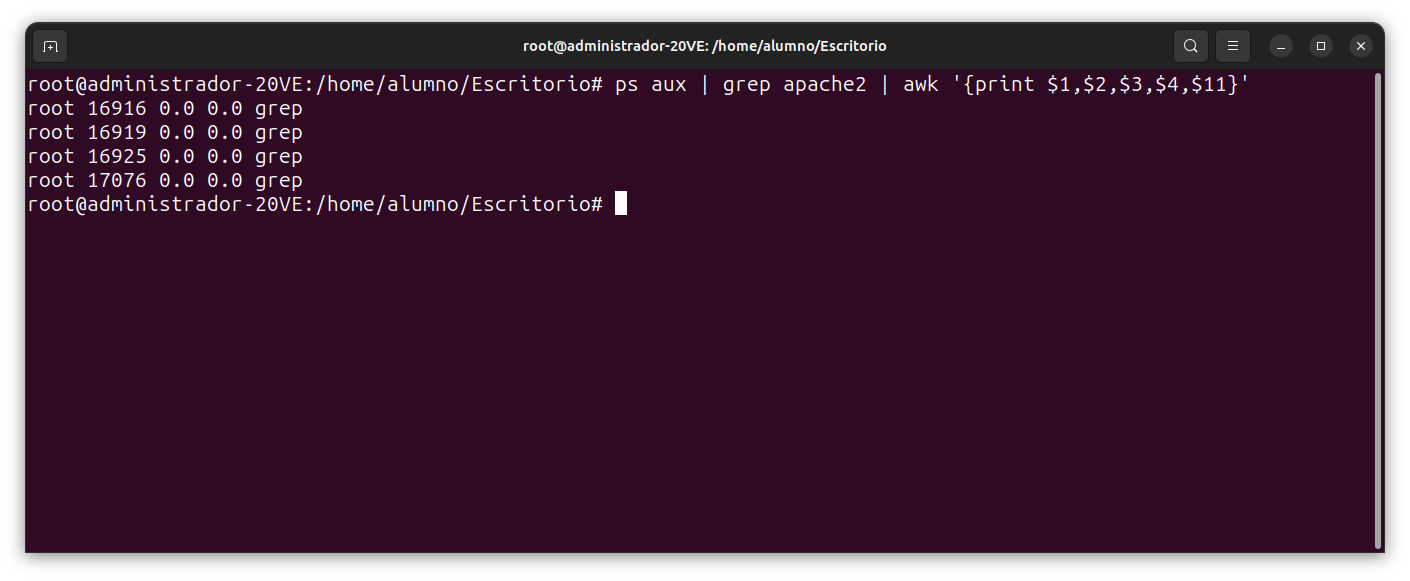 root@administrador-20VE: /home/alumno/Escritorio
root@administrador-20VE:/home/alumno/Escritorio# ps aux | grep apache2 | awk '{print $1,$2,$3,$4,$11}'
root 16916 0.0 0.0 grep
root 16919 0.0 0.0 grep
root 16925 0.0 0.0 grep
root 17076 0.0 0.0 grep
root@administrador-20VE:/home/alumno/Escritorio#